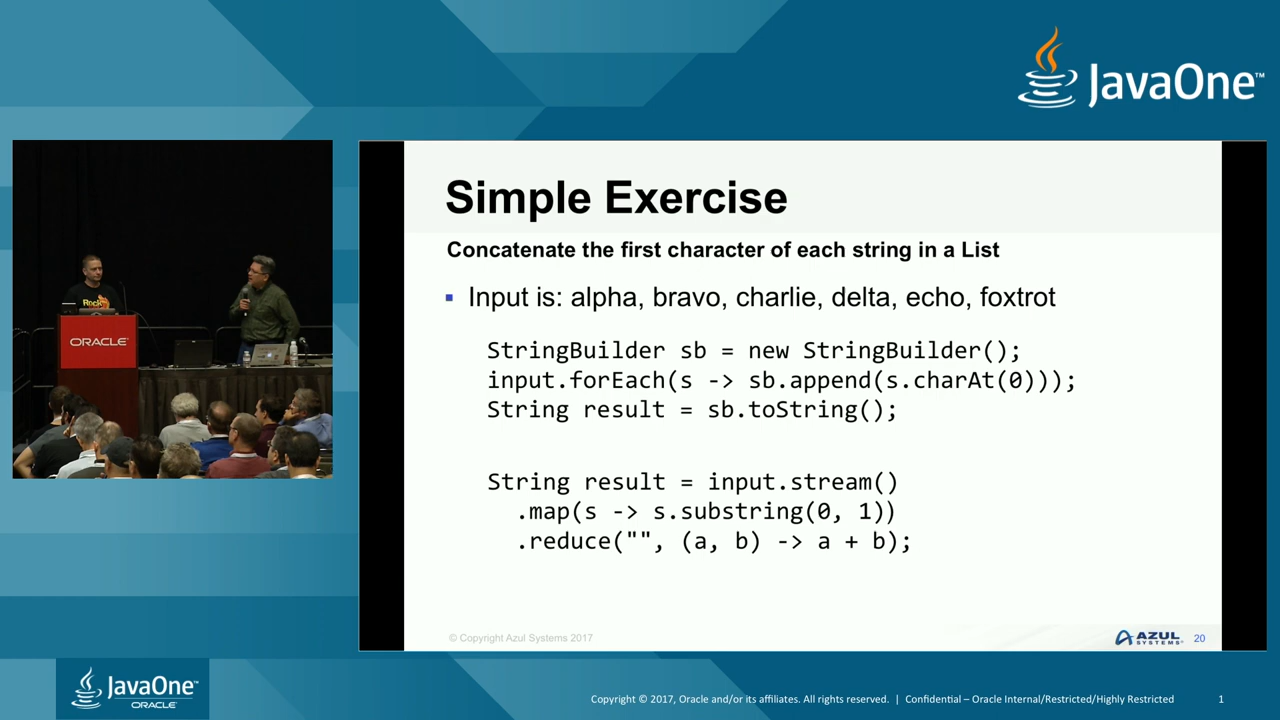 JavaOne™
Simple Exercise
Concatenate the first character of each string in a List
▪ Input is: alpha, bravo, charlie, delta, echo, foxtrot
StringBuilder sb = new StringBuilder();
input.forEach(s -> sb.append(s.charAt(0)));
String result = sb.toString();
String result = input.stream()
.map(s -> s.substring(0, 1))
.reduce("", (a, b) -> a + b);
© Copyright Azul Systems 2017
AZUL
SYSTEMS
20
Rock
ORACLE
JavaOne™
ORACLE
Copyright © 2017, Oracle and/or its affiliates. All rights reserved. | Confidential – Oracle Internal/Restricted/Highly Restricted
1